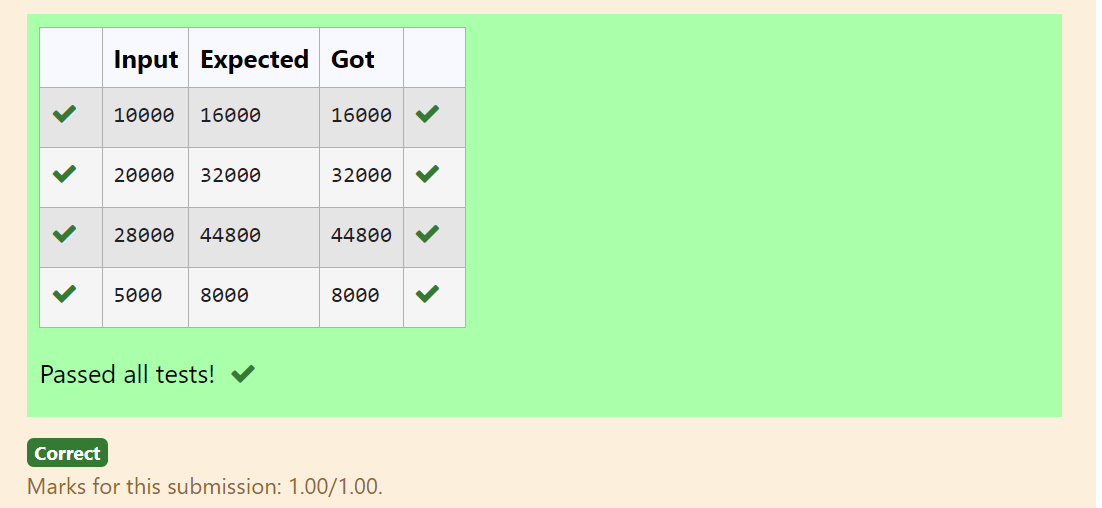 Input Expected Got
10000 16000 16000
20000 32000 32000
28000 44800 44800
5000 8000 8000
Passed all tests!
Correct
Marks for this submission: 1.00/1.00.